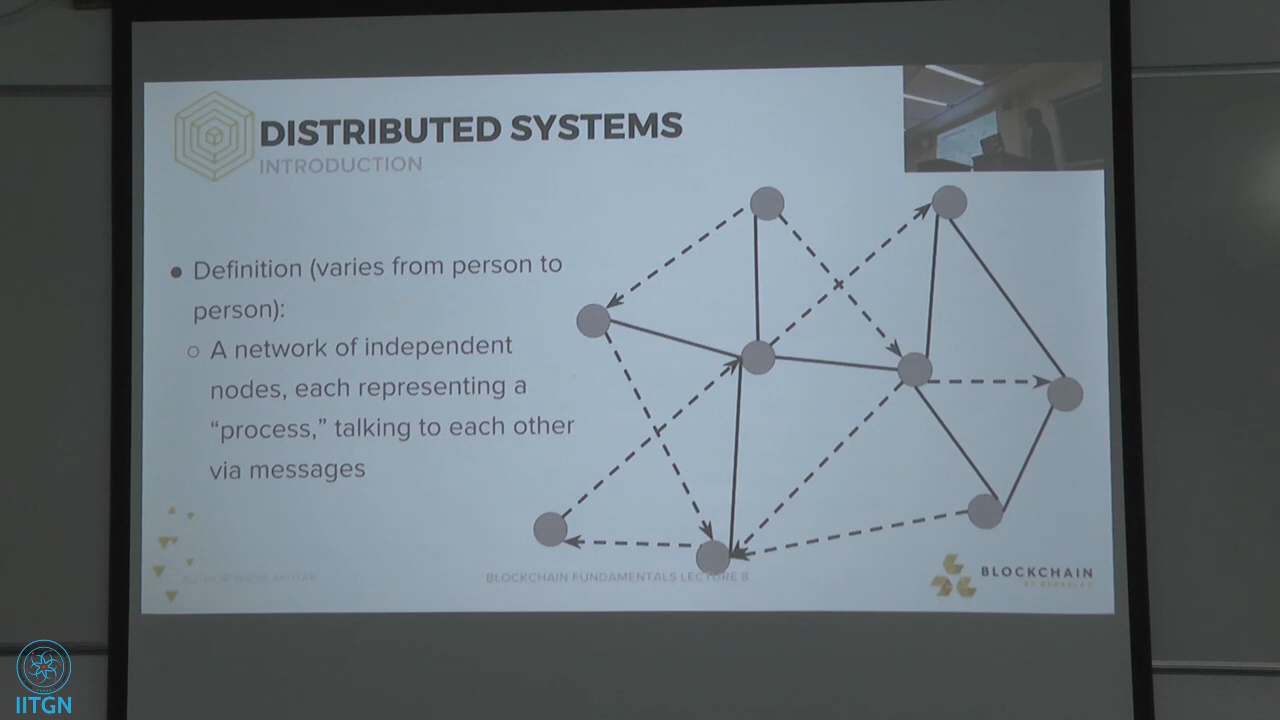 DISTRIBUTED SYSTEMS
INTRODUCTION
● Definition (varies from person to
person):
○ A network of independent
nodes, each representing a
“process,” talking to each other
via messages
BLOCKCHAIN FUNDAMENTALS LECTURE 8
BLOCKCHAIN
IITGN